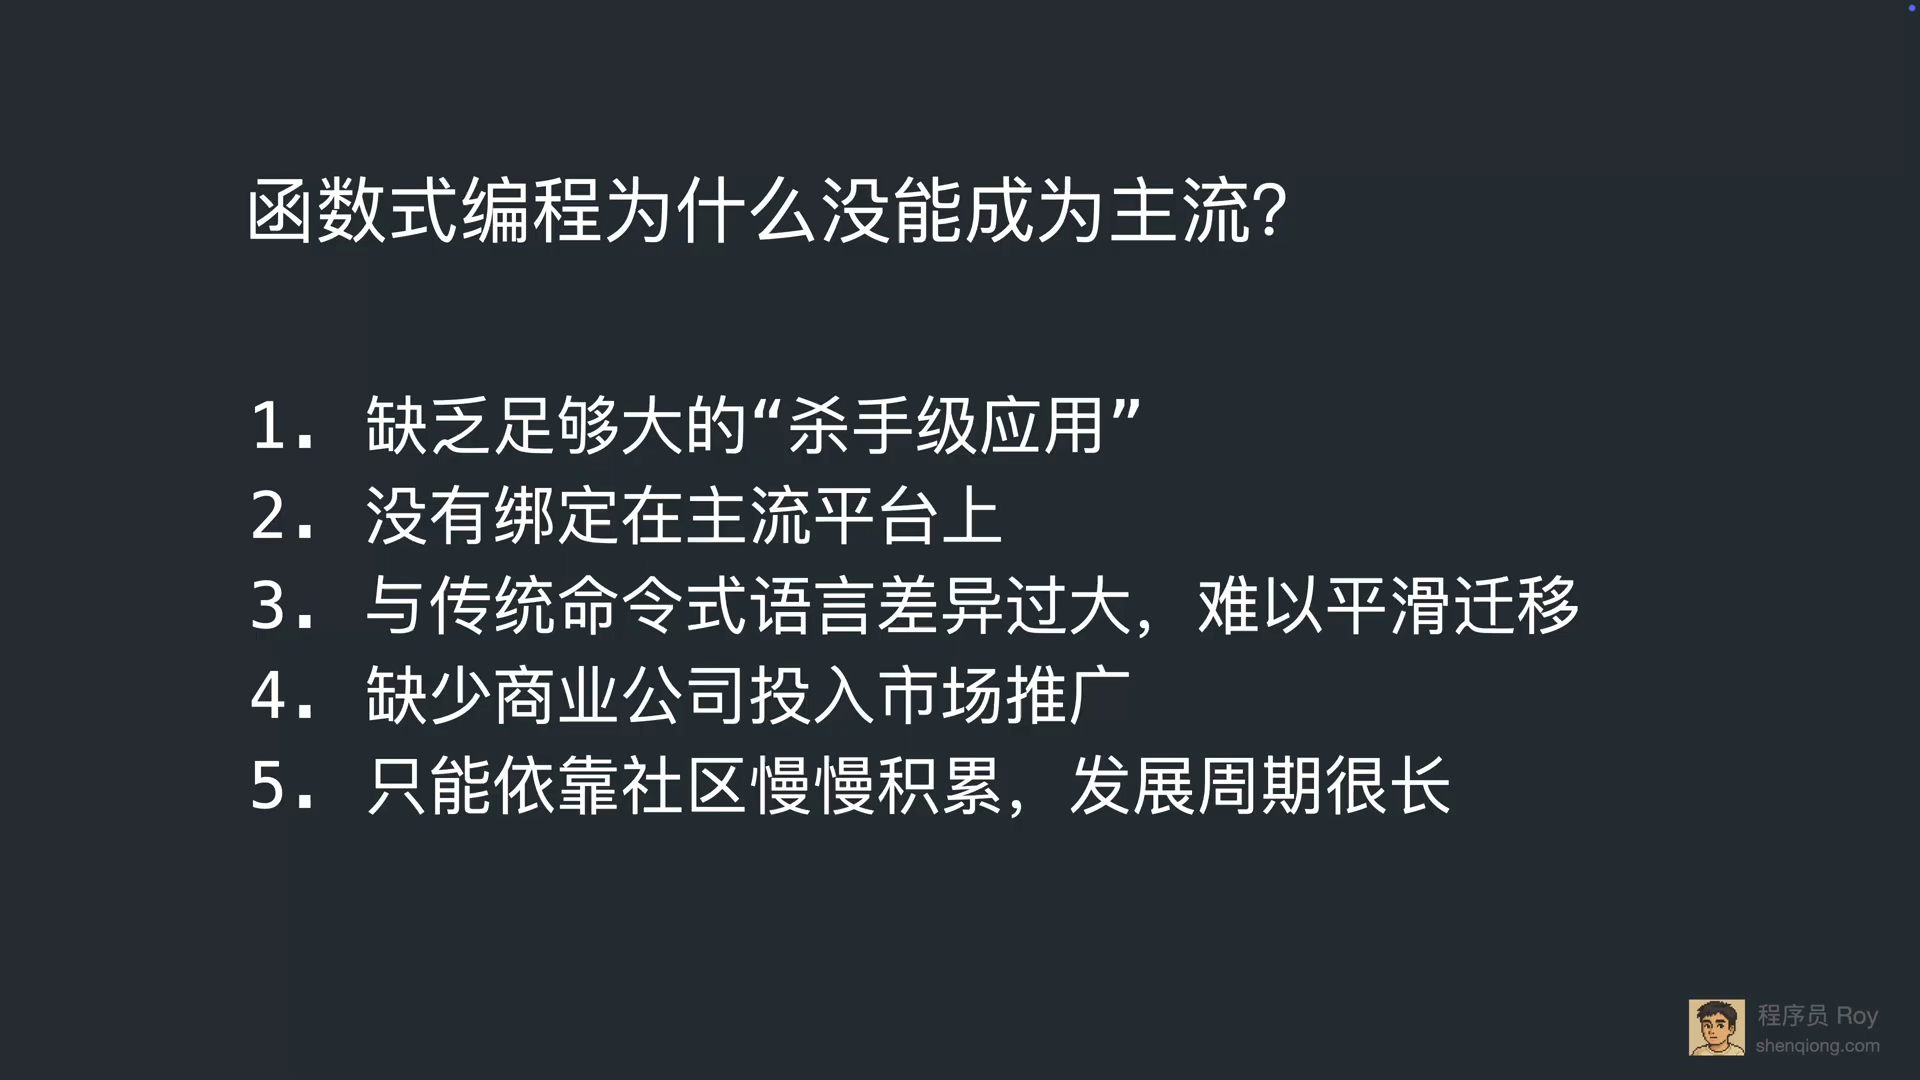 函数式编程为什么没能成为主流？
1. 缺乏足够大的“杀手级应用”
2. 没有绑定在主流平台上
3. 与传统命令式语言差异过大，难以平滑迁移
4. 缺少商业公司投入市场推广
5. 只能依靠社区慢慢积累，发展周期很长
程序员 Roy
shenqiong.com